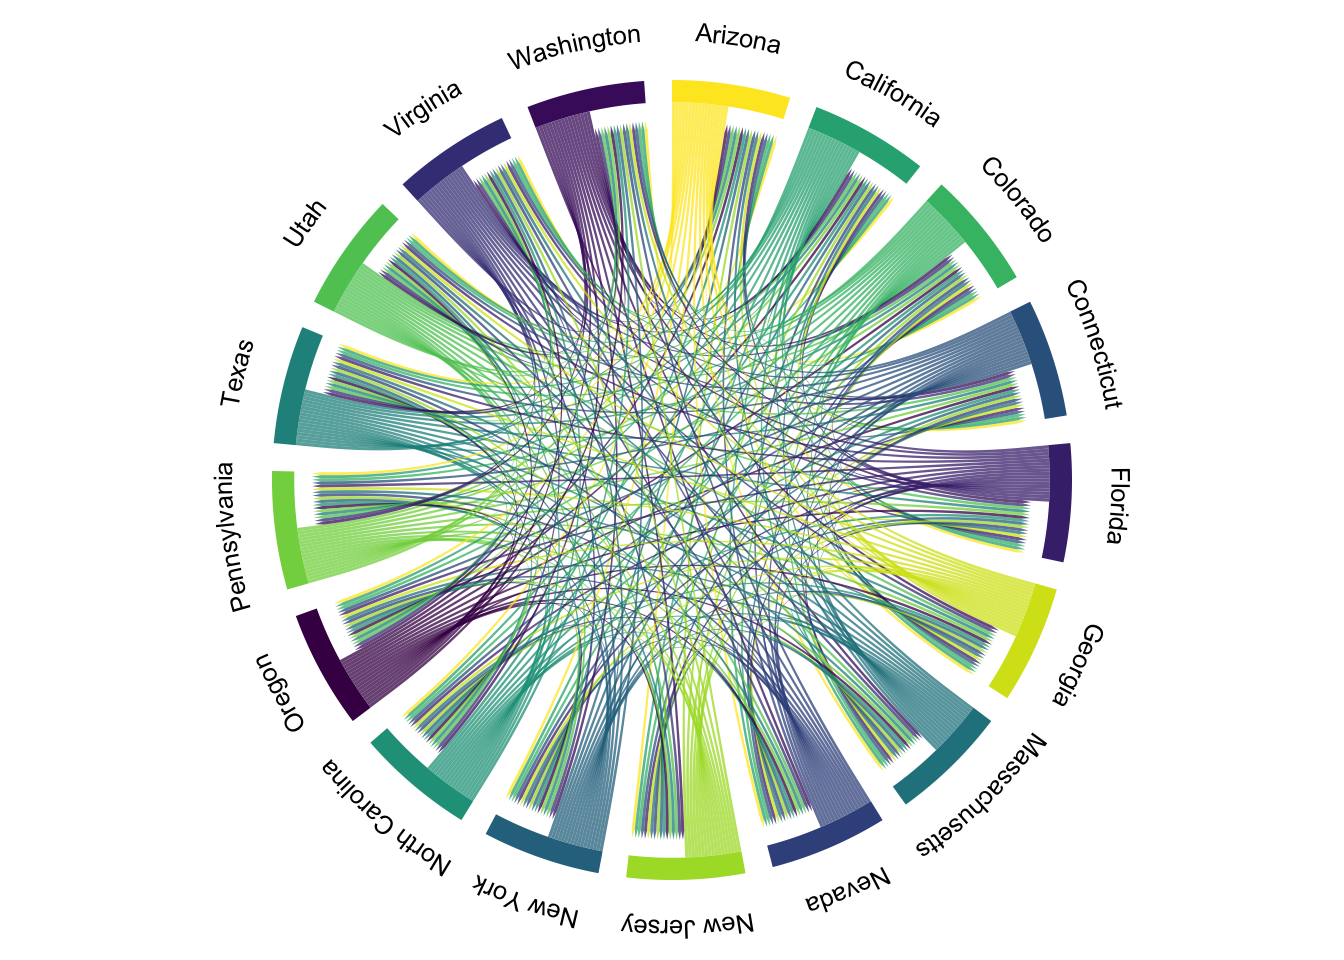 Arizona
California
Colorado
Connecticut
Florida
Georgia
Massachusetts
Nevada
New Jersey
New York
North Carolina
Oregon
Pennsylvania
Texas
Utah
Virginia
Washington